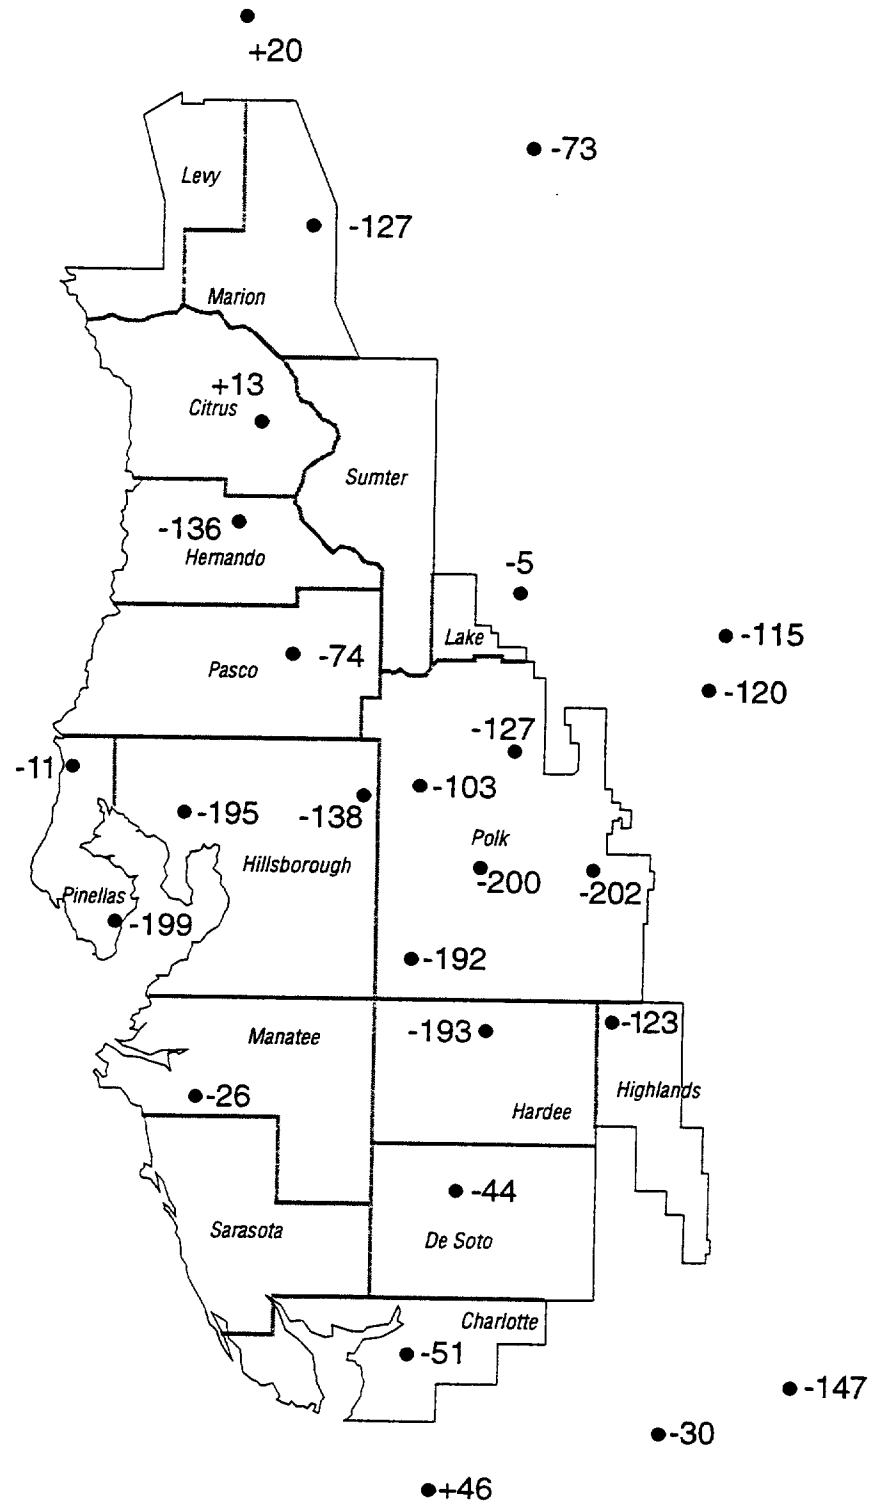 +20
-73
Levy
-127
Marion
+13
Citrus
Sumter
-136
Hernando
-5
-115
Lake
-74
Pasco
-120
-127
-11
-103
-195
-138
Polk
Hillsborough
-200
-202
Pinellas
-199
-192
-123
-193
Manatee
Highlands
-26
Hardee
-44
Sarasota
De Soto
Charlotte
-51
-147
-30
+46